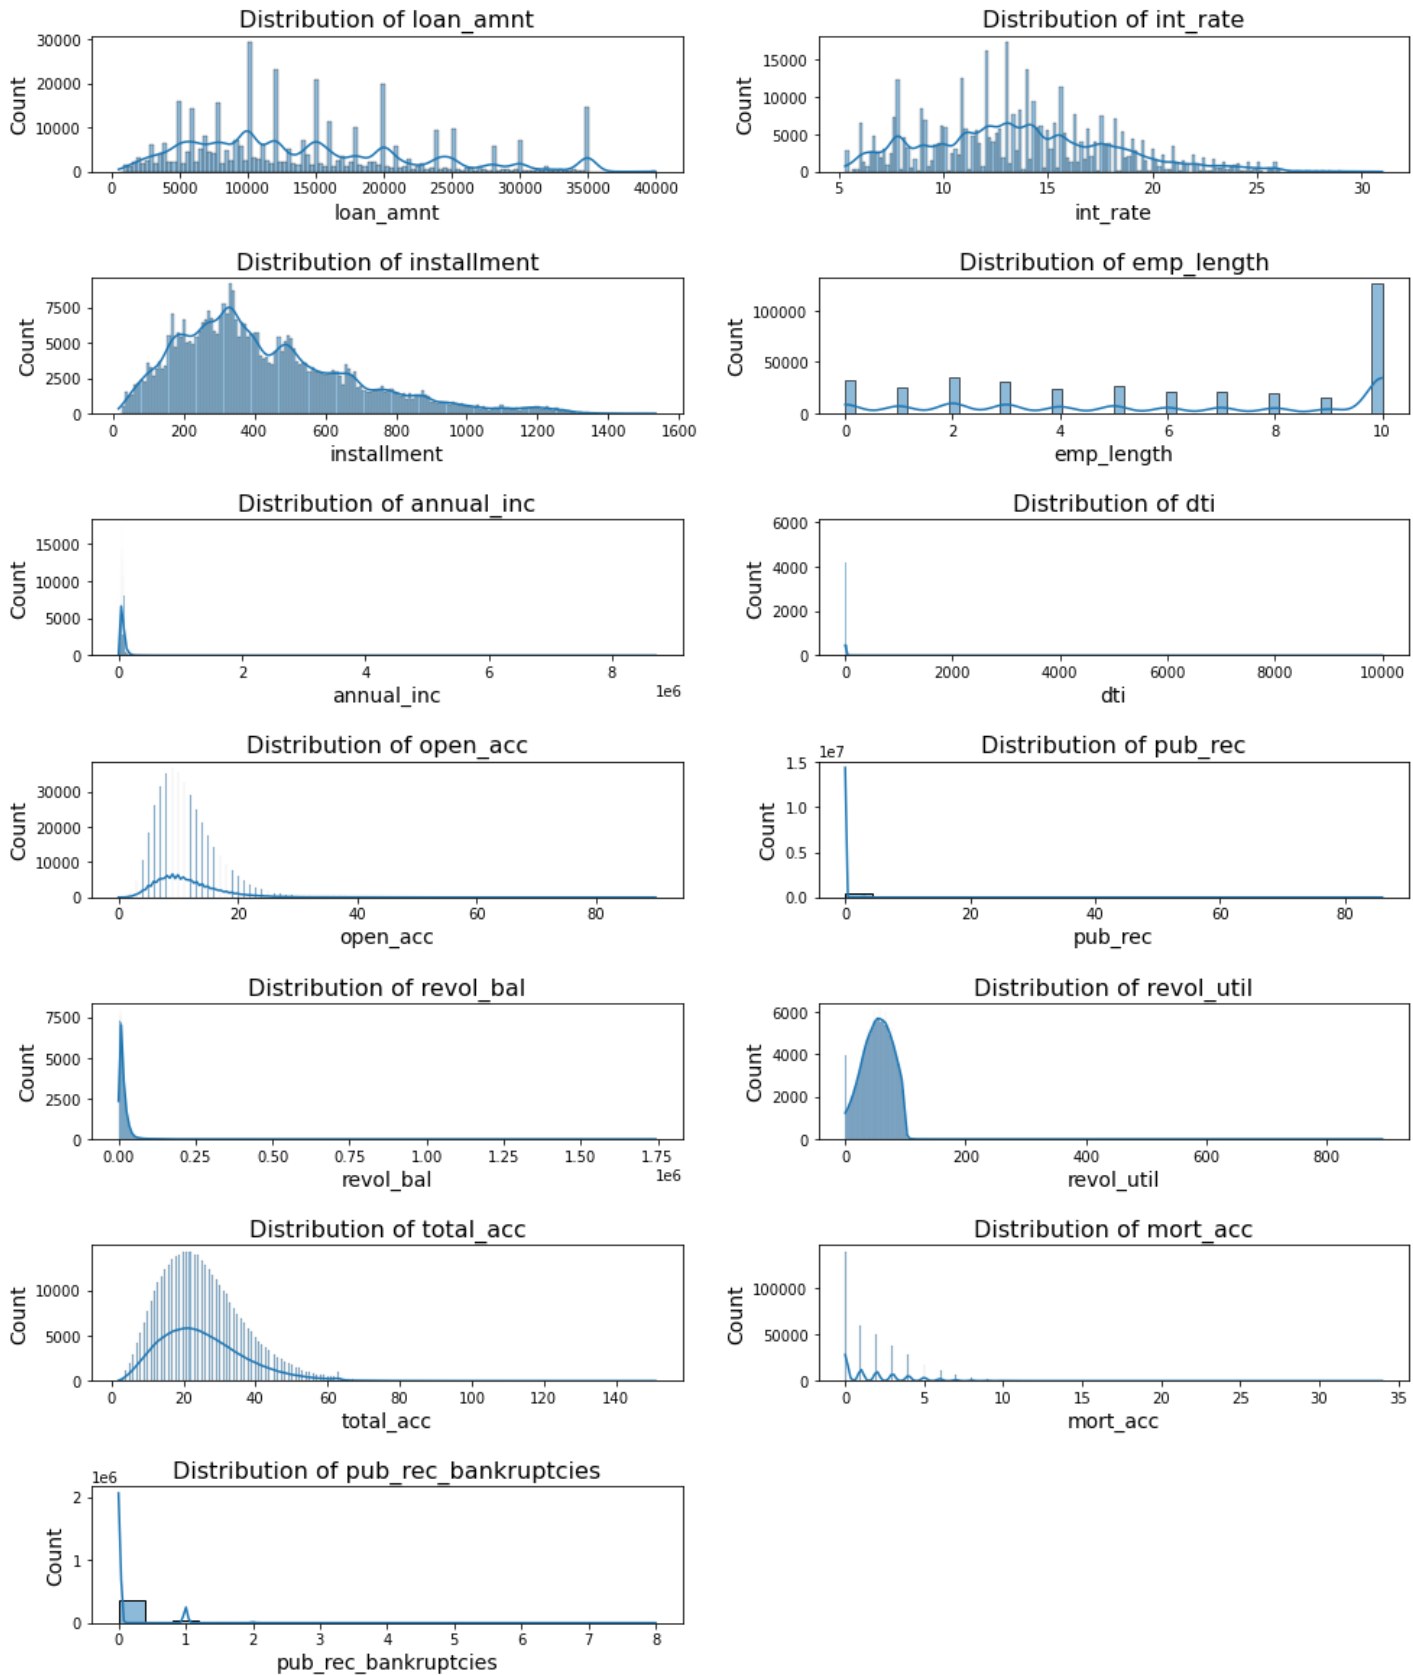 Distribution of loan_amnt
Count
30000
20000
10000
0
0 5000 10000 15000 20000 25000 30000 35000 40000
loan_amnt
Distribution of int_rate
Count
15000
10000
5000
0
5 10 15 20 25 30
int_rate
Distribution of installment
Count
7500
5000
2500
0
0 200 400 600 800 1000 1200 1400 1600
installment
Distribution of emp_length
Count
100000
50000
0
0 2 4 6 8 10
emp_length
Distribution of annual_inc
Count
15000
10000
5000
0
0 2 4 6 8
1e6
annual_inc
Distribution of dti
Count
6000
4000
2000
0
0 2000 4000 6000 8000 10000
dti
Distribution of open_acc
Count
30000
20000
10000
0
0 20 40 60 80
open_acc
Distribution of pub_rec
1e7
Count
1.5
1.0
0.5
0.0
0 20 40 60 80
pub_rec
Distribution of revol_bal
Count
7500
5000
2500
0
0.00 0.25 0.50 0.75 1.00 1.25 1.50 1.75
1e6
revol_bal
Distribution of revol_util
Count
6000
4000
2000
0
0 200 400 600 800
revol_util
Distribution of total_acc
Count
10000
5000
0
0 20 40 60 80 100 120 140
total_acc
Distribution of mort_acc
Count
100000
50000
0
0 5 10 15 20 25 30 35
mort_acc
Distribution of pub_rec_bankruptcies
1e6
Count
2
1
0
0 1 2 3 4 5 6 7 8
pub_rec_bankruptcies